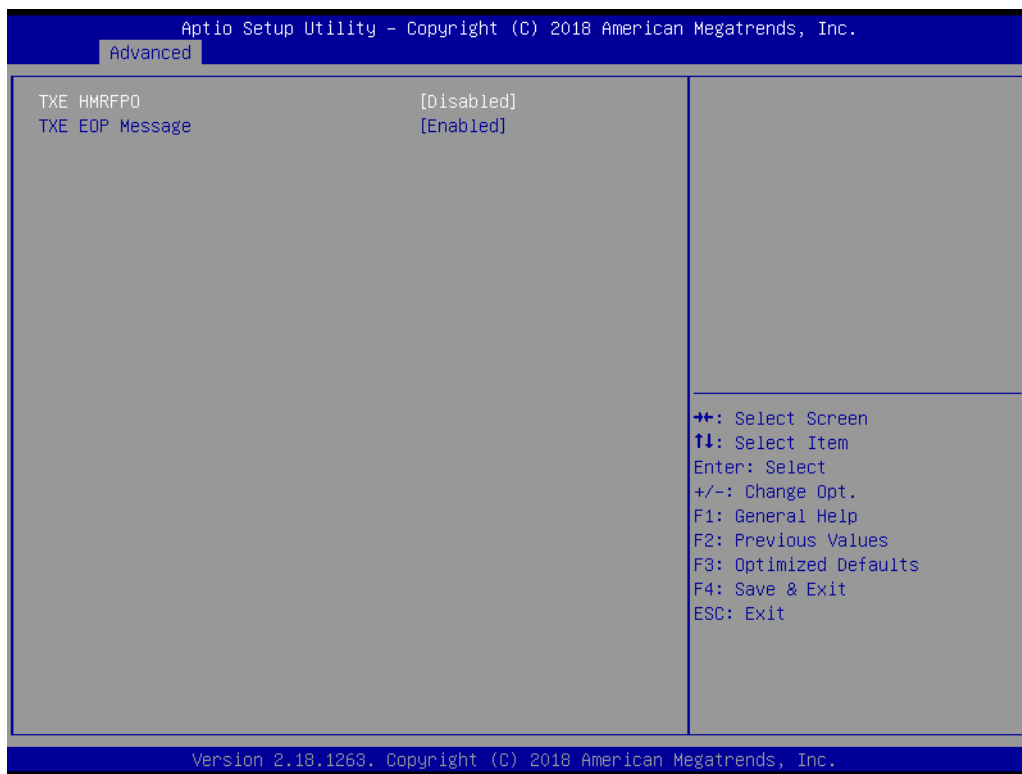 Aptio Setup Utility – Copyright (C) 2018 American Megatrends, Inc.
Advanced
TXE HMRFPO [Disabled]
TXE EOP Message [Enabled]
→←: Select Screen
↑↓: Select Item
Enter: Select
+/-: Change Opt.
F1: General Help
F2: Previous Values
F3: Optimized Defaults
F4: Save & Exit
ESC: Exit
Version 2.18.1263. Copyright (C) 2018 American Megatrends, Inc.